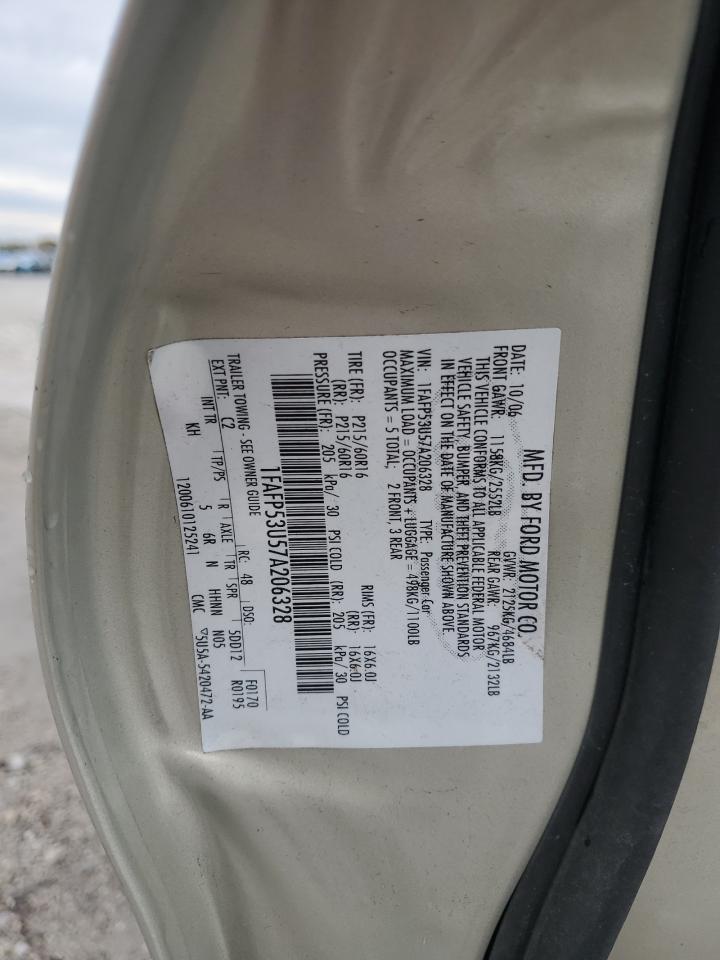 MFD. BY FORD MOTOR CO.
DATE: 10/06 GVWR: 2125KG/4684LB
FRONT GAWR: 1158KG/2552LB REAR GAWR: 967KG/2132LB
THIS VEHICLE CONFORMS TO ALL APPLICABLE FEDERAL MOTOR
VEHICLE SAFETY, BUMPER, AND THEFT PREVENTION STANDARDS
IN EFFECT ON THE DATE OF MANUFACTURE SHOWN ABOVE.
VIN: 1FAFP53U57A206328 TYPE: Passenger Car
MAXIMUM LOAD = OCCUPANTS + LUGGAGE = 498KG/1100LB
OCCUPANTS = 5 TOTAL; 2 FRONT, 3 REAR
TIRE (FR): P215/60R16 RIMS (FR): 16X6.0J
(RR): P215/60R16 (RR): 16X6.0J
PRESSURE (FR): 205 kPa/ 30 PSI COLD (RR): 205 kPa/ 30 PSI COLD
1FAFP53U57A206328
TRAILER TOWING - SEE OWNER GUIDE
EXT PNT: C2 RC: 48 DSO: F0170
R0195
INT TR TP/PS R AXLE TR SPR 5DD12
KH 5 6R N HHNN N05
1200610125241 CMC 5U5A-5420472-AA